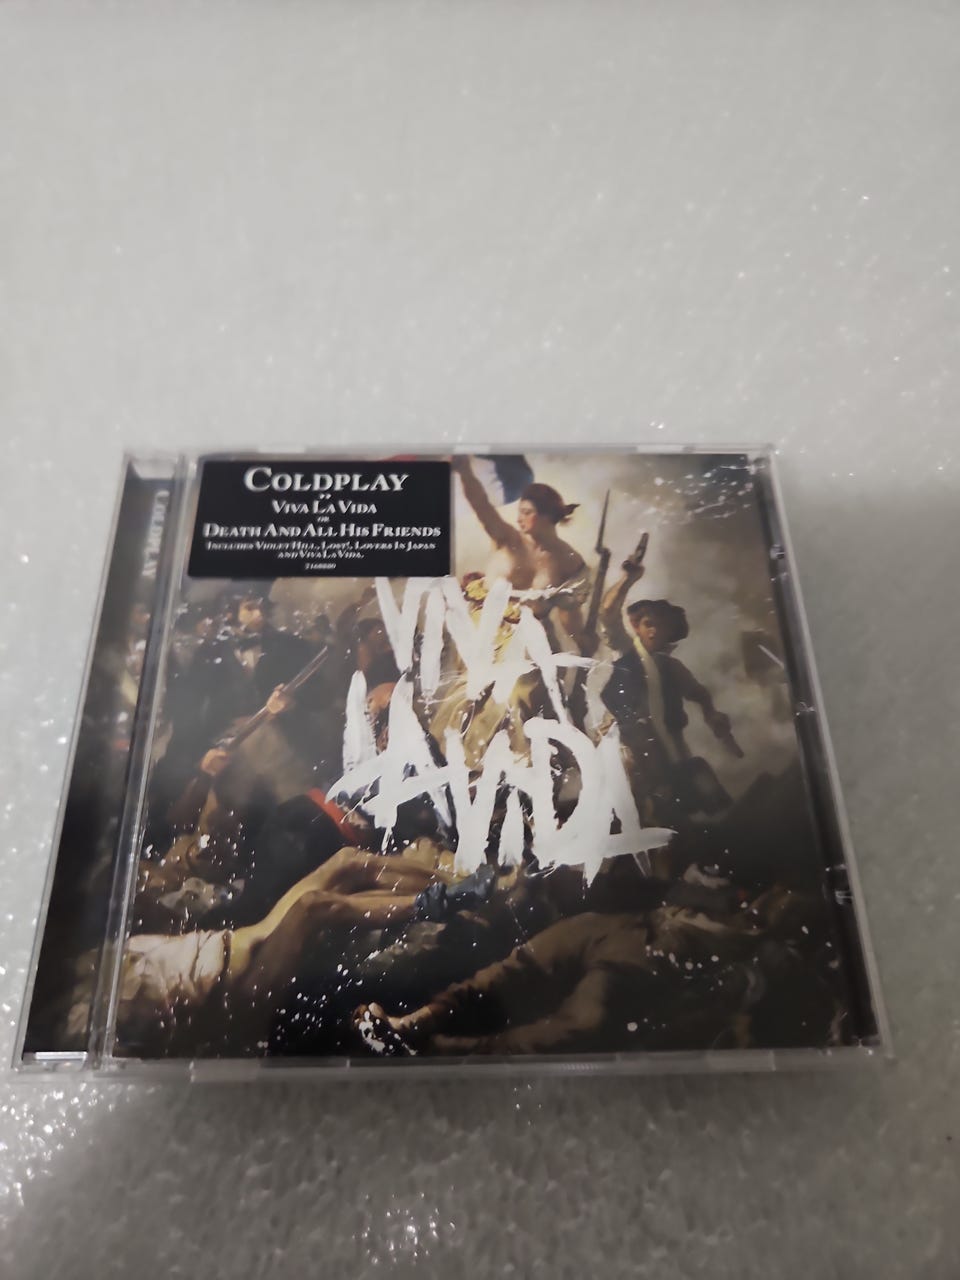 COLDPLAY
VIVA LA VIDA
OR
DEATH AND ALL HIS FRIENDS
INCLUDES VIOLET HILL, LOST!, LOVERS IN JAPAN
AND VIVA LA VIDA.
COLDPLAY
VIVA
LA VIDA